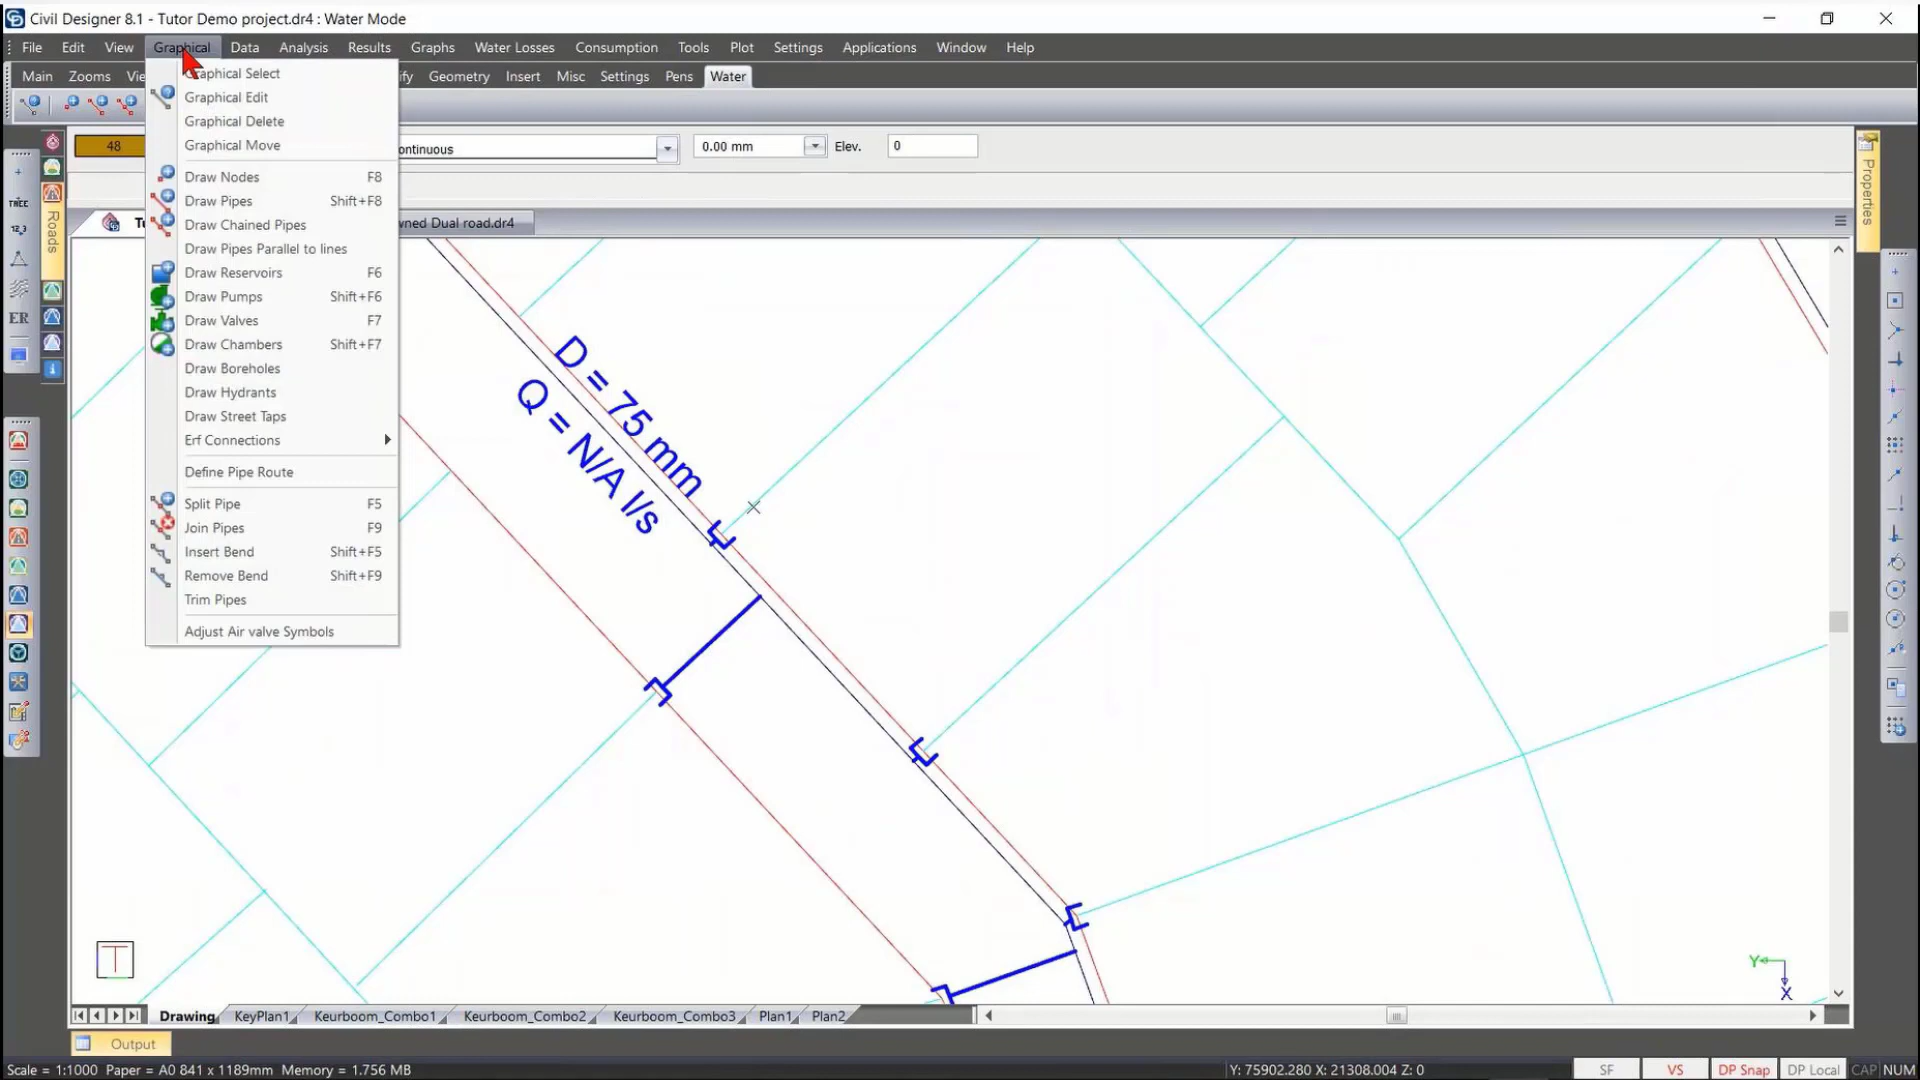 Civil Designer 8.1 - Tutor Demo project.dr4 : Water Mode
File Edit View Graphical Data Analysis Results Graphs Water Losses Consumption Tools Plot Settings Applications Window Help
Main Zooms Geometry Insert Misc Settings Pens Water
48
0.00 mm Elev. 0
Roads
Properties
12.3
ER
Graphical Edit
Graphical Delete
Graphical Move
Draw Nodes F8
Draw Pipes Shift+F8
Draw Chained Pipes
Draw Pipes Parallel to lines
Draw Reservoirs F6
Draw Pumps Shift+F6
Draw Valves F7
Draw Chambers Shift+F7
Draw Boreholes
Draw Hydrants
Draw Street Taps
Erf Connections
Define Pipe Route
Split Pipe F5
Join Pipes F9
Insert Bend Shift+F5
Remove Bend Shift+F9
Trim Pipes
Adjust Air valve Symbols
Dual road.dr4
D = 75 mm
Q = N/A l/s
T
Y
X
Drawing KeyPlan1 Keurboom_Combo1 Keurboom_Combo2 Keurboom_Combo3 Plan1 Plan2
Output
Scale = 1:1000 Paper = A0 841 x 1189mm Memory = 1.756 MB
Y: 75902.280 X: 21308.004 Z: 0
SF VS DP Snap DP Local CAP NUM